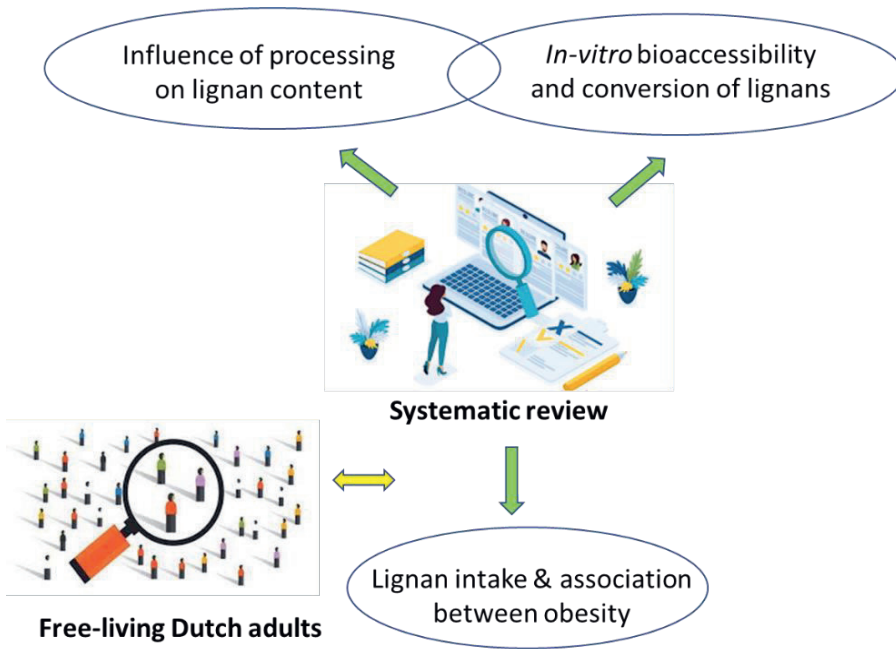 Influence of processing
on lignan content
In-vitro bioaccessibility
and conversion of lignans
Systematic review
Lignan intake & association
between obesity
Free-living Dutch adults